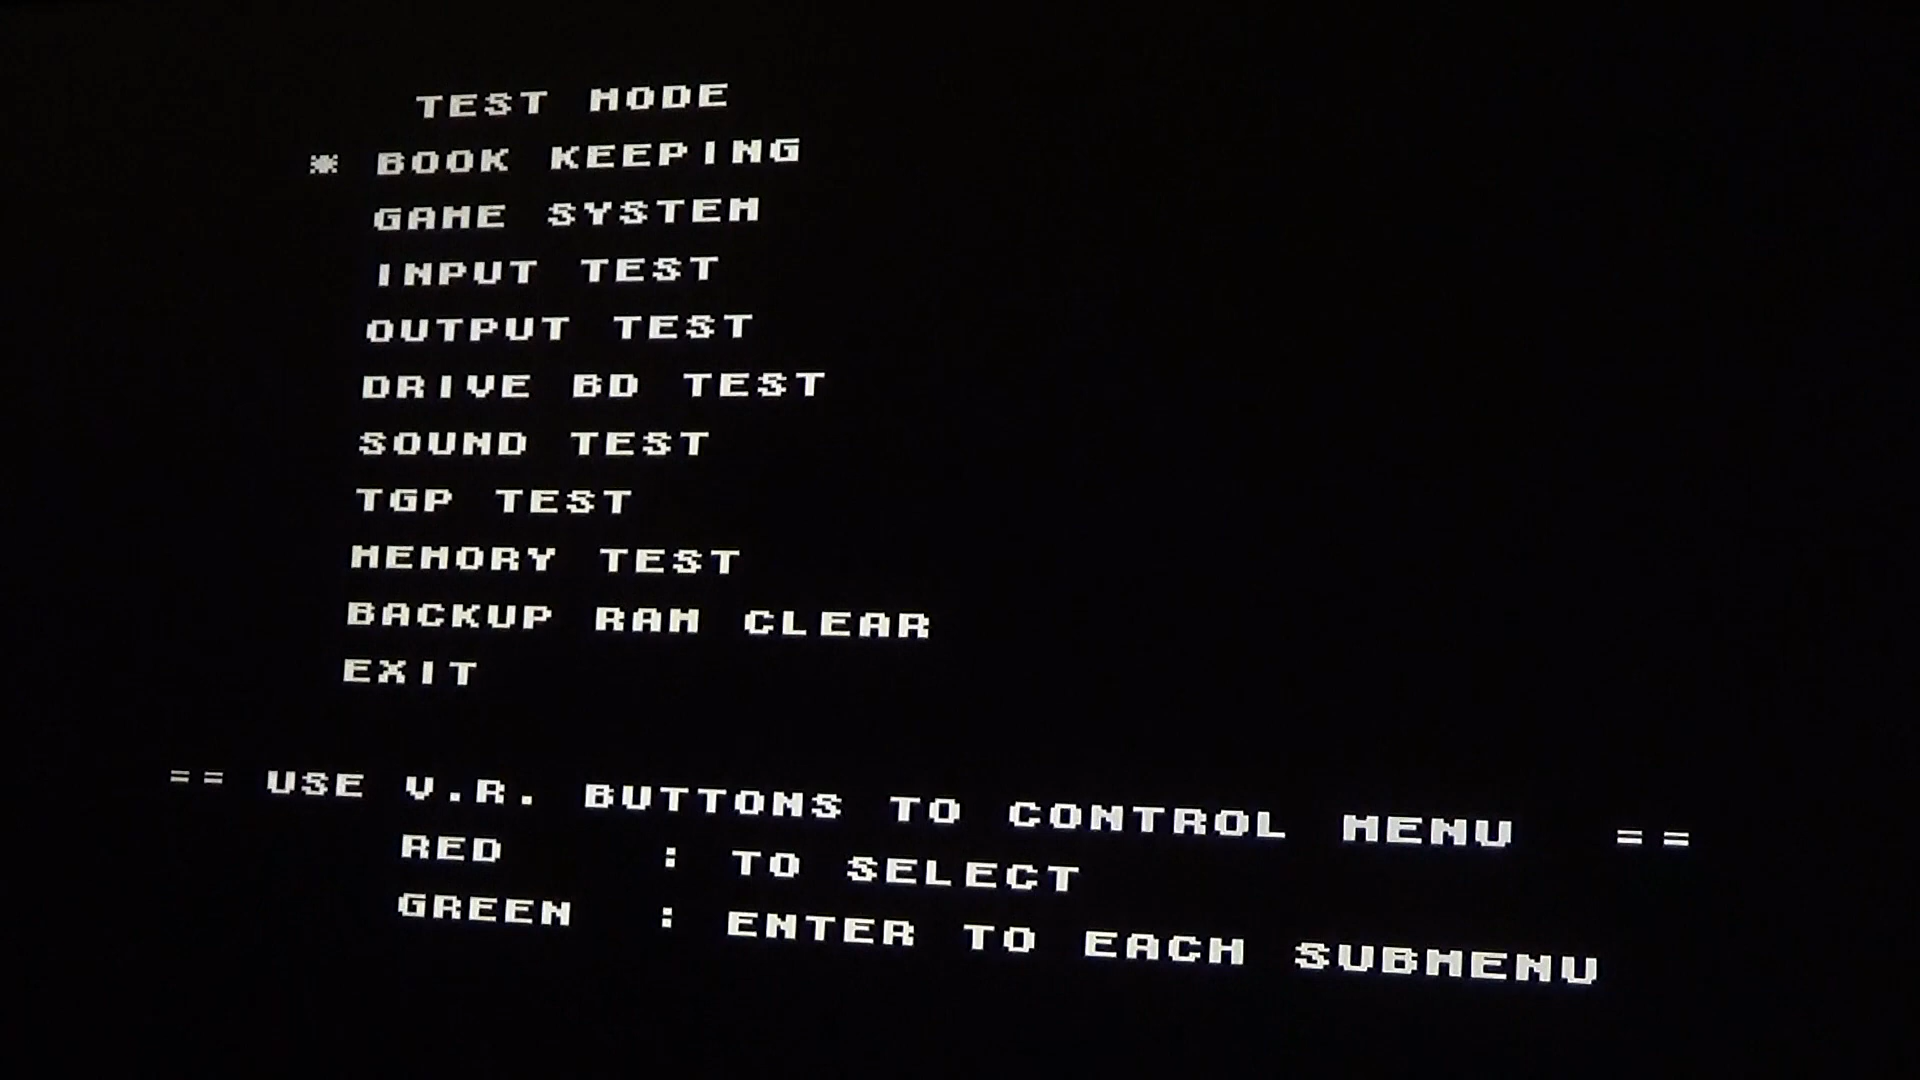 TEST MODE
* BOOK KEEPING
GAME SYSTEM
INPUT TEST
OUTPUT TEST
DRIVE BD TEST
SOUND TEST
TGP TEST
MEMORY TEST
BACKUP RAM CLEAR
EXIT
== USE V.R. BUTTONS TO CONTROL MENU ==
RED : TO SELECT
GREEN : ENTER TO EACH SUBMENU